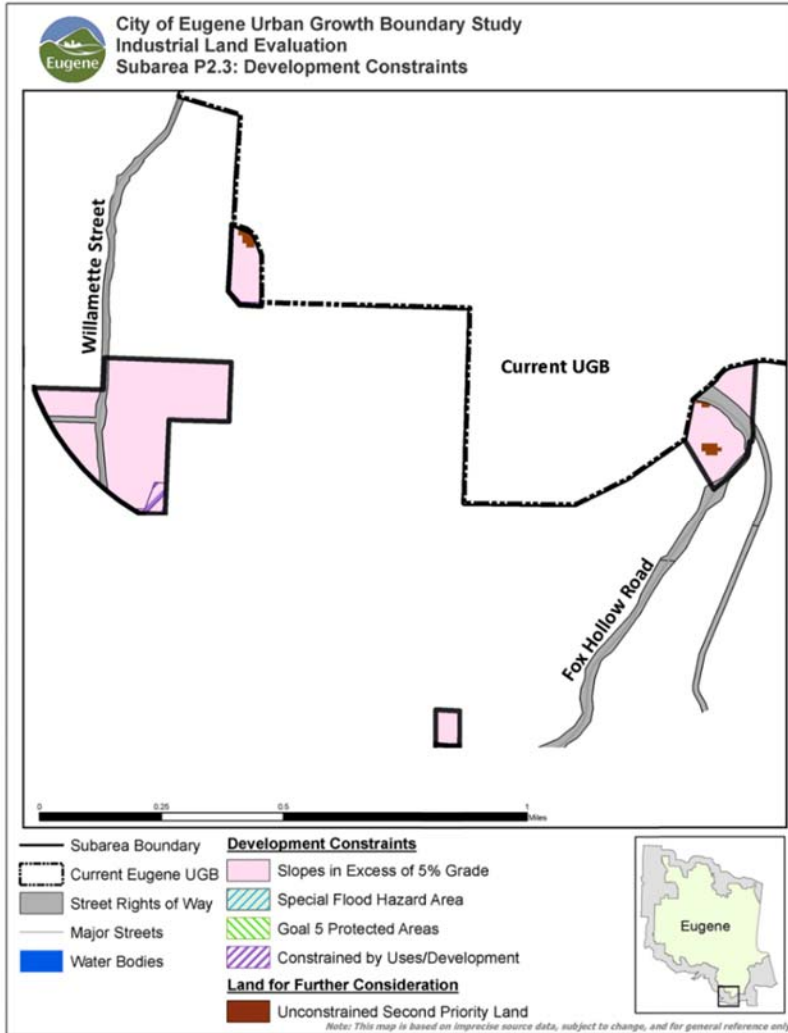 City of Eugene Urban Growth Boundary Study
Industrial Land Evaluation
Subarea P2.3: Development Constraints
Eugene
Willamette Street
Current UGB
Fox Hollow Road
0 0.25 0.5 1
Miles
Subarea Boundary
Current Eugene UGB
Street Rights of Way
Major Streets
Water Bodies
Development Constraints
Slopes in Excess of 5% Grade
Special Flood Hazard Area
Goal 5 Protected Areas
Constrained by Uses/Development
Land for Further Consideration
Unconstrained Second Priority Land
Eugene
Note: This map is based on imprecise source data, subject to change, and for general reference only